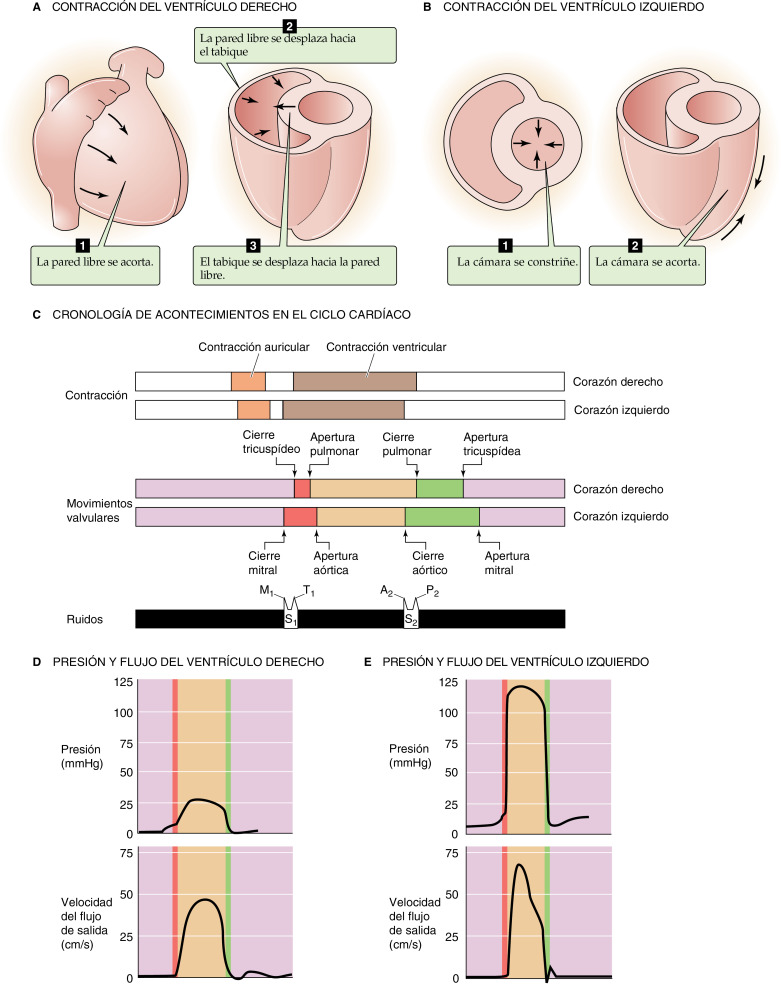 A CONTRACCIÓN DEL VENTRÍCULO DERECHO
2
La pared libre se desplaza hacia
el tabique
1
La pared libre se acorta.
3
El tabique se desplaza hacia la pared
libre.
B CONTRACCIÓN DEL VENTRÍCULO IZQUIERDO
1
La cámara se constriñe.
2
La cámara se acorta.
C CRONOLOGÍA DE ACONTECIMIENTOS EN EL CICLO CARDÍACO
Contracción auricular
Contracción ventricular
Contracción
Corazón derecho
Corazón izquierdo
Cierre
tricuspídeo
Apertura
pulmonar
Cierre
pulmonar
Apertura
tricuspídea
Movimientos
valvulares
Corazón derecho
Corazón izquierdo
Cierre
mitral
Apertura
aórtica
Cierre
aórtico
Apertura
mitral
M1 T1 A2 P2
Ruidos
S1 S2
D PRESIÓN Y FLUJO DEL VENTRÍCULO DERECHO
125
100
75
50
25
0
Presión
(mmHg)
75
50
25
0
Velocidad
del flujo
de salida
(cm/s)
E PRESIÓN Y FLUJO DEL VENTRÍCULO IZQUIERDO
125
100
75
50
25
0
Presión
(mmHg)
75
50
25
0
Velocidad
del flujo
de salida
(cm/s)